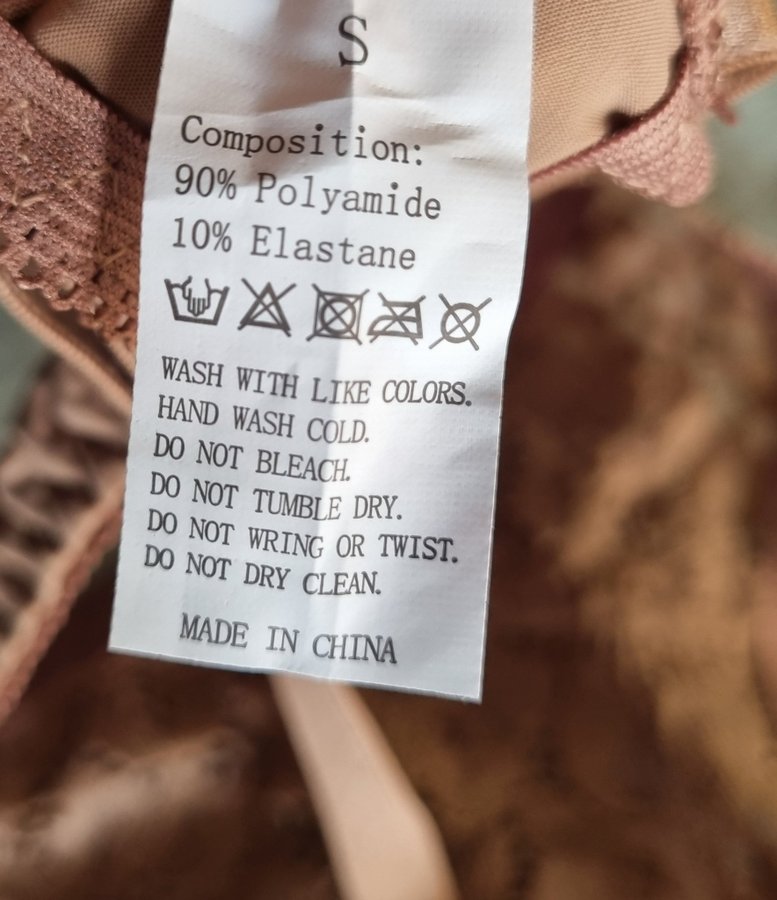 S
Composition:
90% Polyamide
10% Elastane
WASH WITH LIKE COLORS.
HAND WASH COLD.
DO NOT BLEACH.
DO NOT TUMBLE DRY.
DO NOT WRING OR TWIST.
DO NOT DRY CLEAN.
MADE IN CHINA